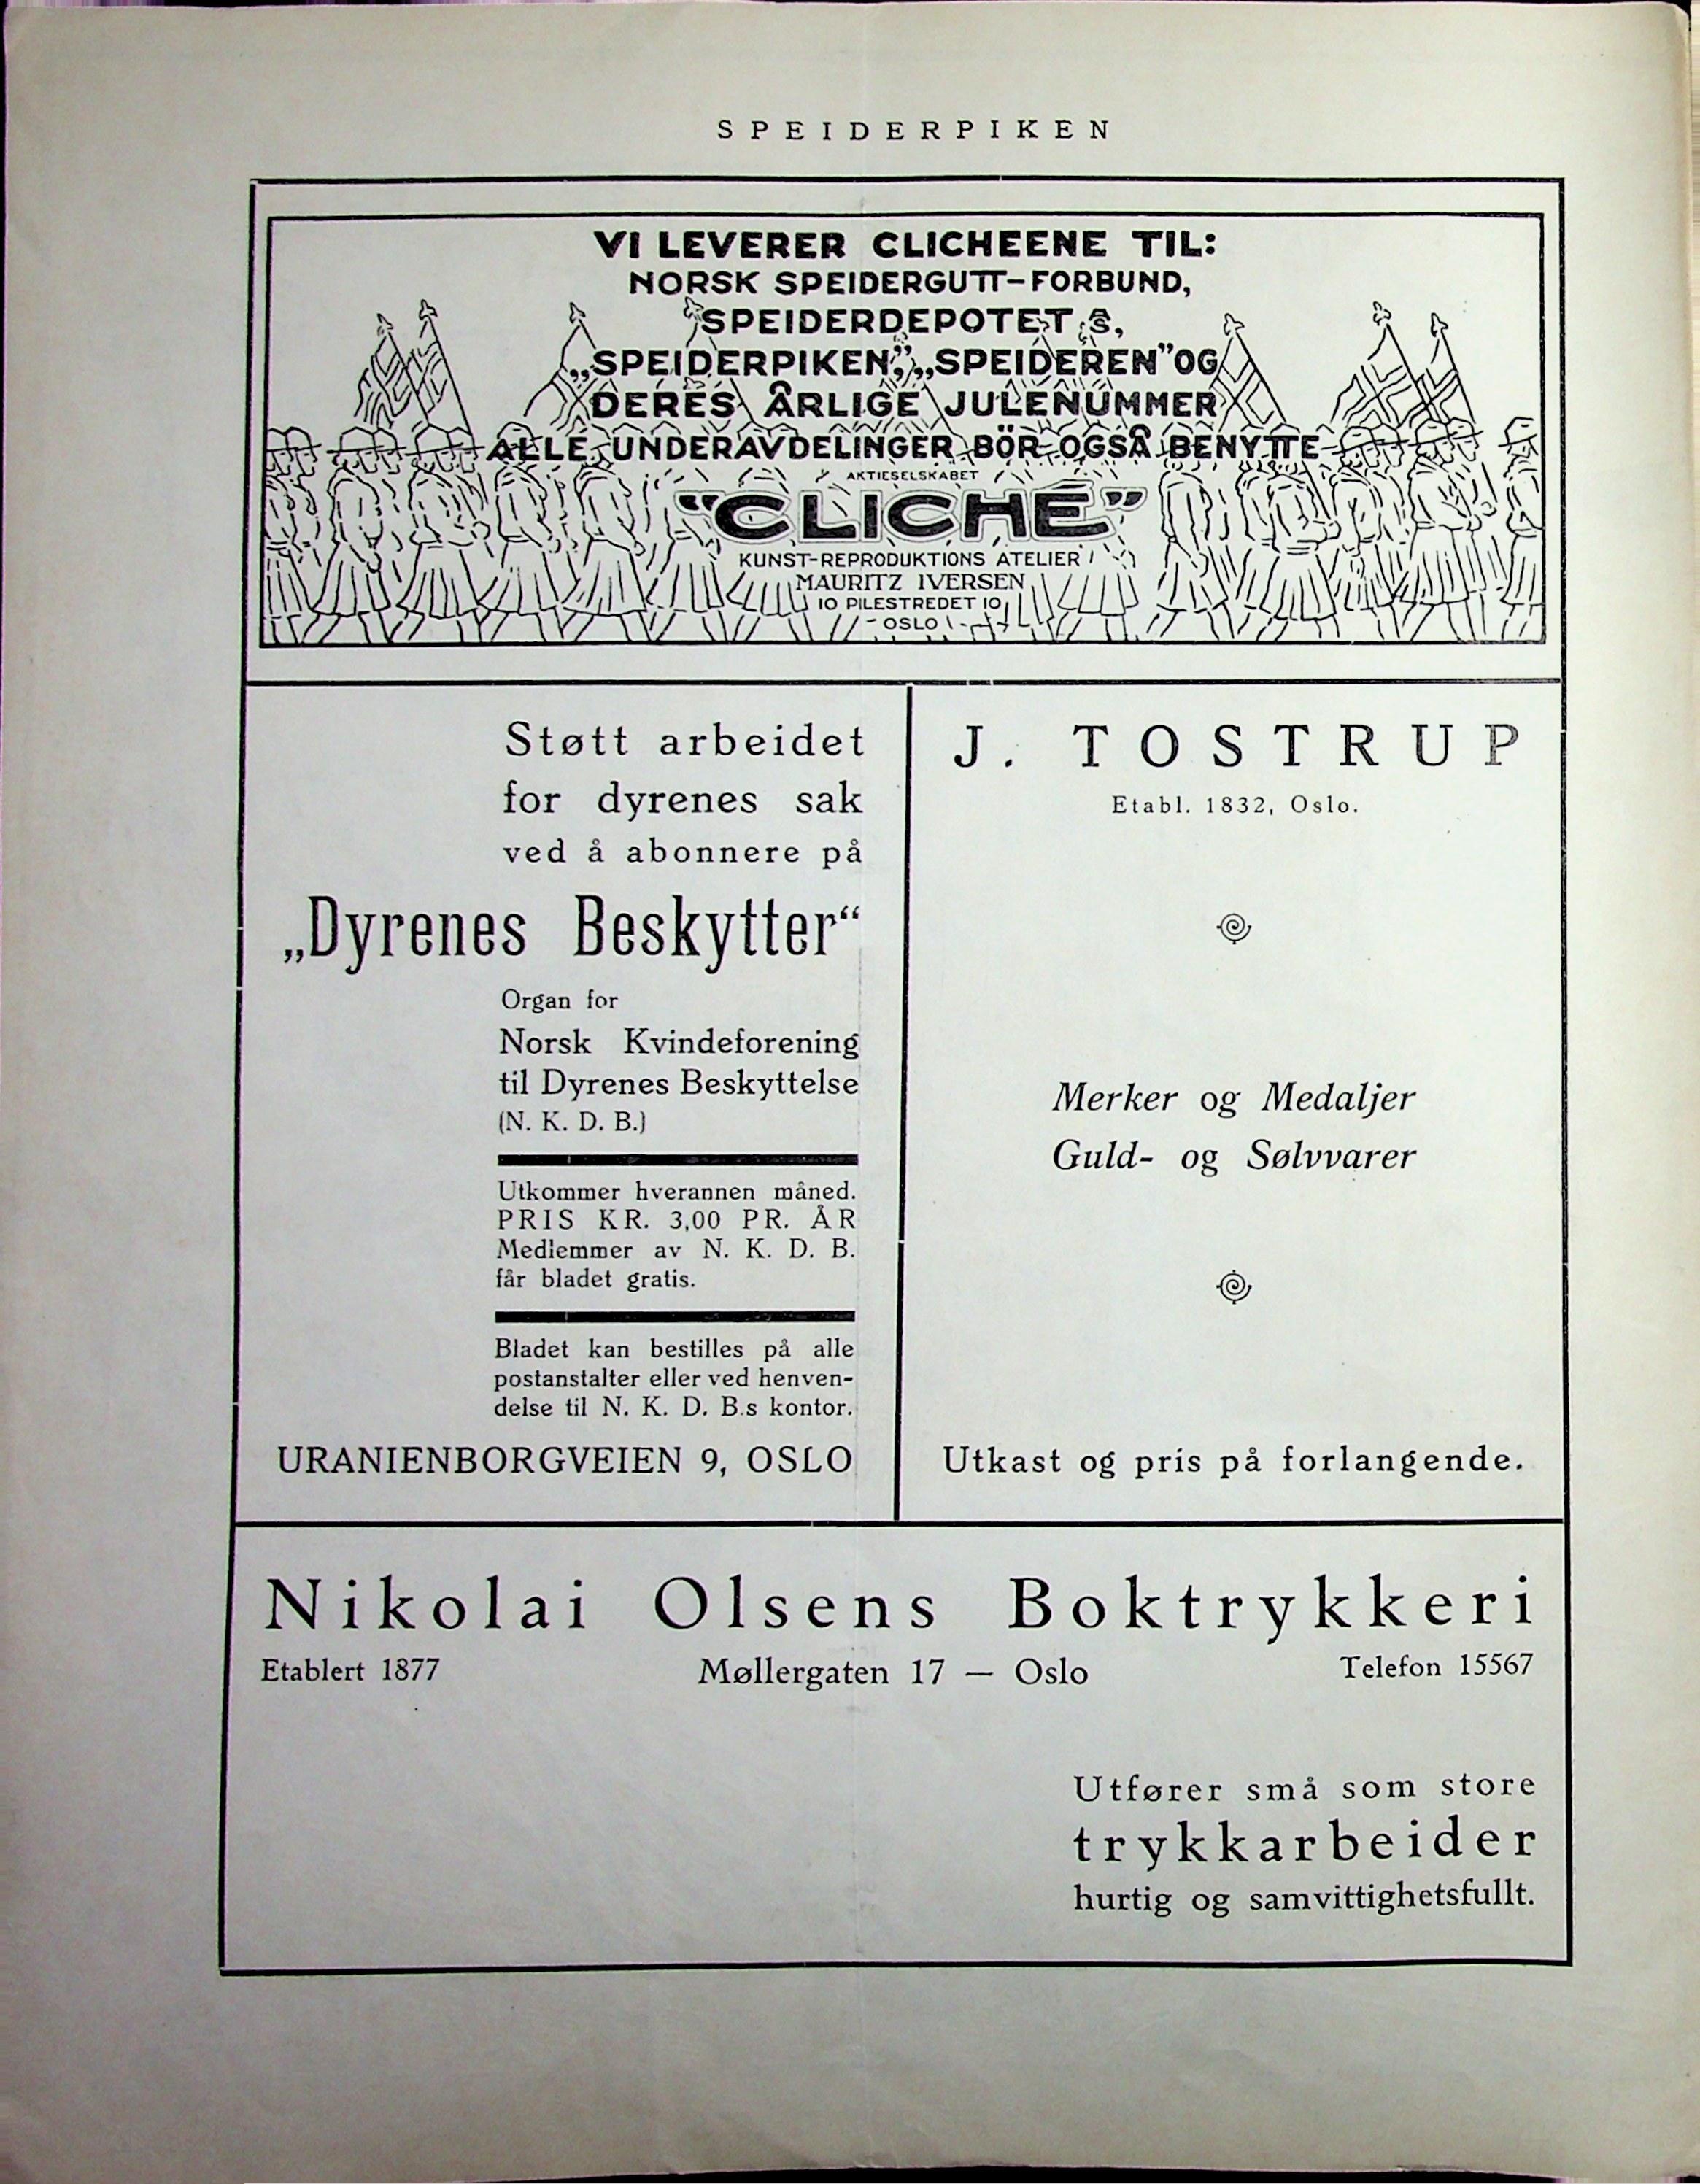 SPEIDERPIKEN
VI LEVERER CLICHEENE TIL:
NORSK SPEIDERGUTT-FORBUND,
SPEIDERDEPOTET
„SPEIDERPIKEN”, „SPEIDEREN” OG
DERES ÅRLIGE JULENUMMER
ALLE UNDERAVDELINGER BÖR OGSÅ BENYTTE
AKTIESELSKABET
"CLICHÉ"
KUNST-REPRODUKTIONS ATELIER
MAURITZ IVERSEN
10 PILESTREDET 10
- OSLO -
Støtt arbeidet
for dyrenes sak
ved å abonnere på
„Dyrenes Beskytter“
Organ for
Norsk Kvindeforening
til Dyrenes Beskyttelse
(N. K. D. B.)
Utkommer hverannen måned.
PRIS KR. 3,00 PR. ÅR
Medlemmer av N. K. D. B.
får bladet gratis.
Bladet kan bestilles på alle
postanstalter eller ved henven-
delse til N. K. D. B.s kontor.
URANIENBORGVEIEN 9, OSLO
J. TOSTRUP
Etabl. 1832, Oslo.
Merker og Medaljer
Guld- og Sølvvarer
Utkast og pris på forlangende.
Nikolai Olsens Boktrykkeri
Etablert 1877 Møllergaten 17 — Oslo Telefon 15567
Utfører små som store
trykkarbeider
hurtig og samvittighetsfullt.